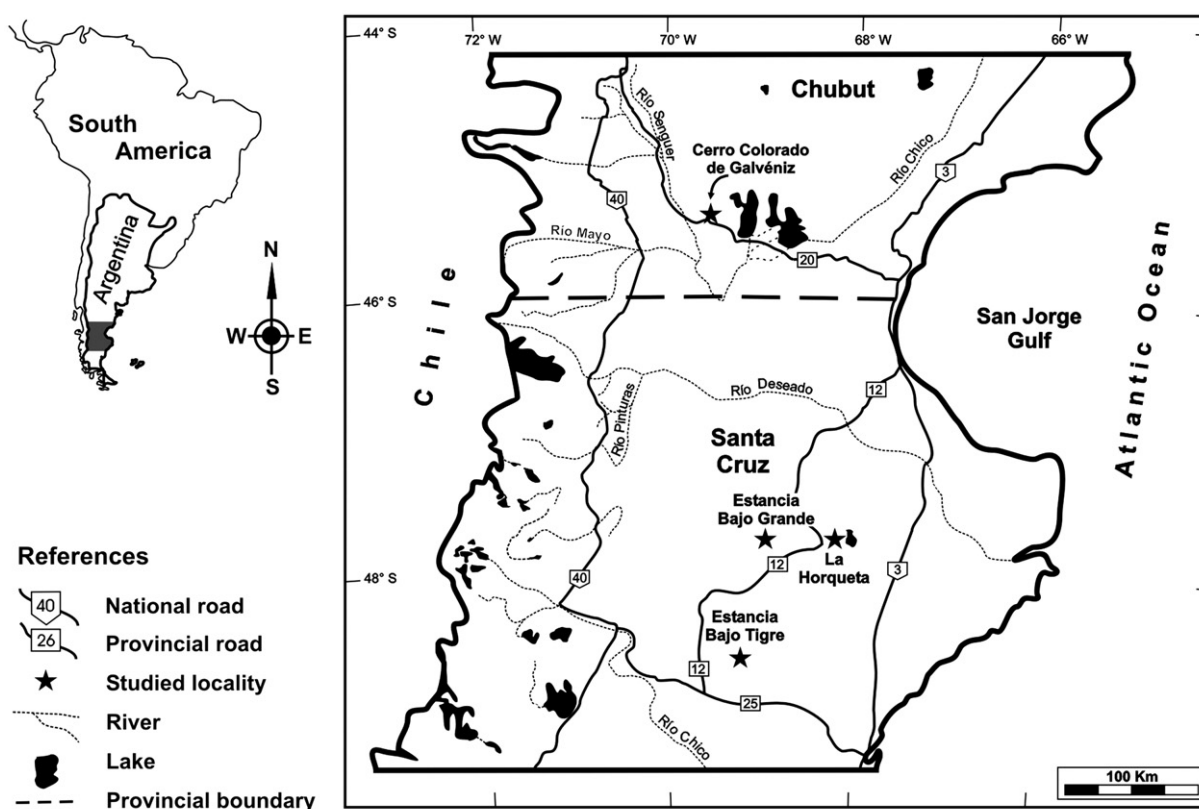 South
America
Argentina
N
W
E
S
References
40
National road
26
Provincial road
Studied locality
River
Lake
Provincial boundary
44° S
72° W
70° W
68° W
66° W
46° S
48° S
Chubut
Río Senguer
Cerro Colorado
de Galvéniz
Río Chico
3
40
Río Mayo
20
Chile
San Jorge
Gulf
Atlantic Ocean
Río Deseado
12
Río Pinturas
Santa
Cruz
Estancia
Bajo Grande
La
Horqueta
12
3
40
Estancia
Bajo Tigre
12
25
Río Chico
100 Km